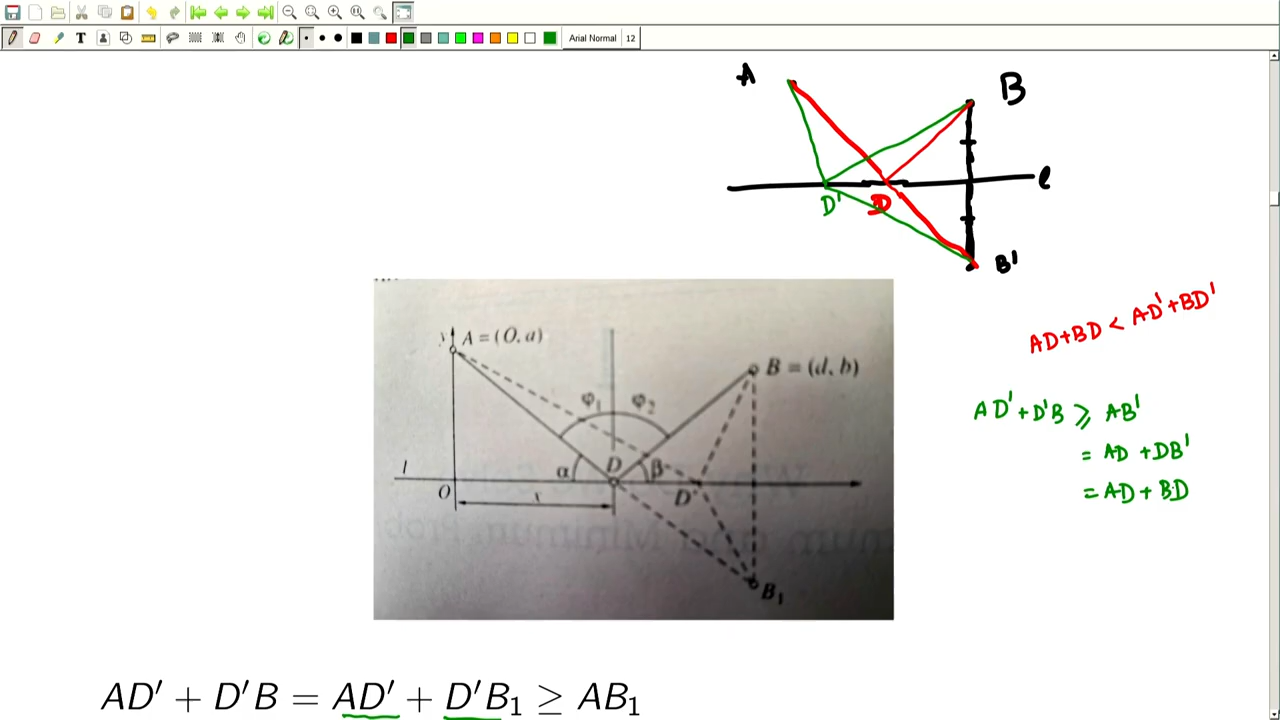 T
Arial Normal 12
A
B
l
D'
D
B'
AD+BD < AD'+BD'
AD'+D'B ⩾ AB'
= AD +DB'
= AD + BD
y
A = (0, a)
B = (d, b)
φ1
φ2
l
α
D
β
O
x
D'
B1
AD′ + D′B = AD′ + D′B₁ ≥ AB₁